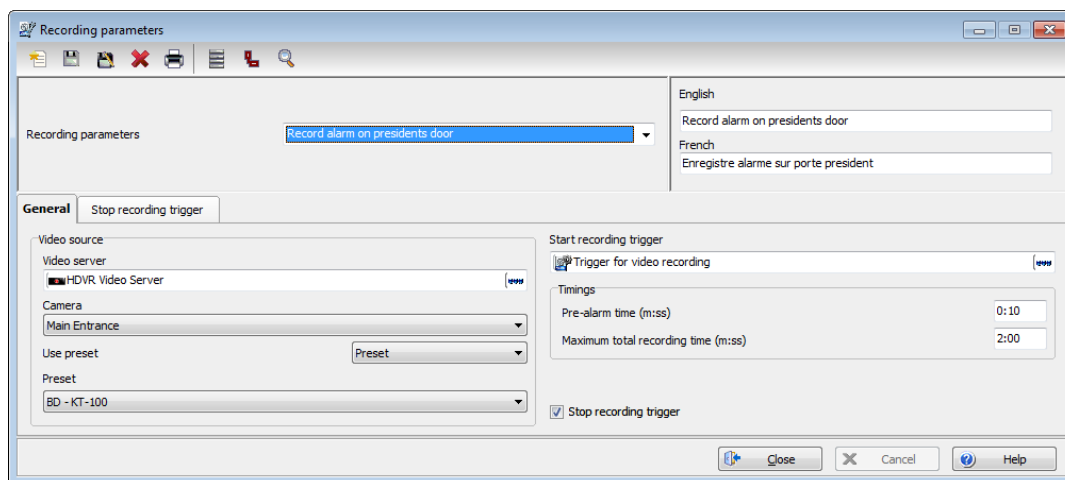 Recording parameters
Recording parameters
Record alarm on presidents door
English
Record alarm on presidents door
French
Enregistre alarme sur porte president
General
Stop recording trigger
Video source
Video server
HDVR Video Server
Camera
Main Entrance
Use preset
Preset
Preset
BD - KT-100
Start recording trigger
Trigger for video recording
Timings
Pre-alarm time (m:ss)
0:10
Maximum total recording time (m:ss)
2:00
Stop recording trigger
Close
Cancel
Help